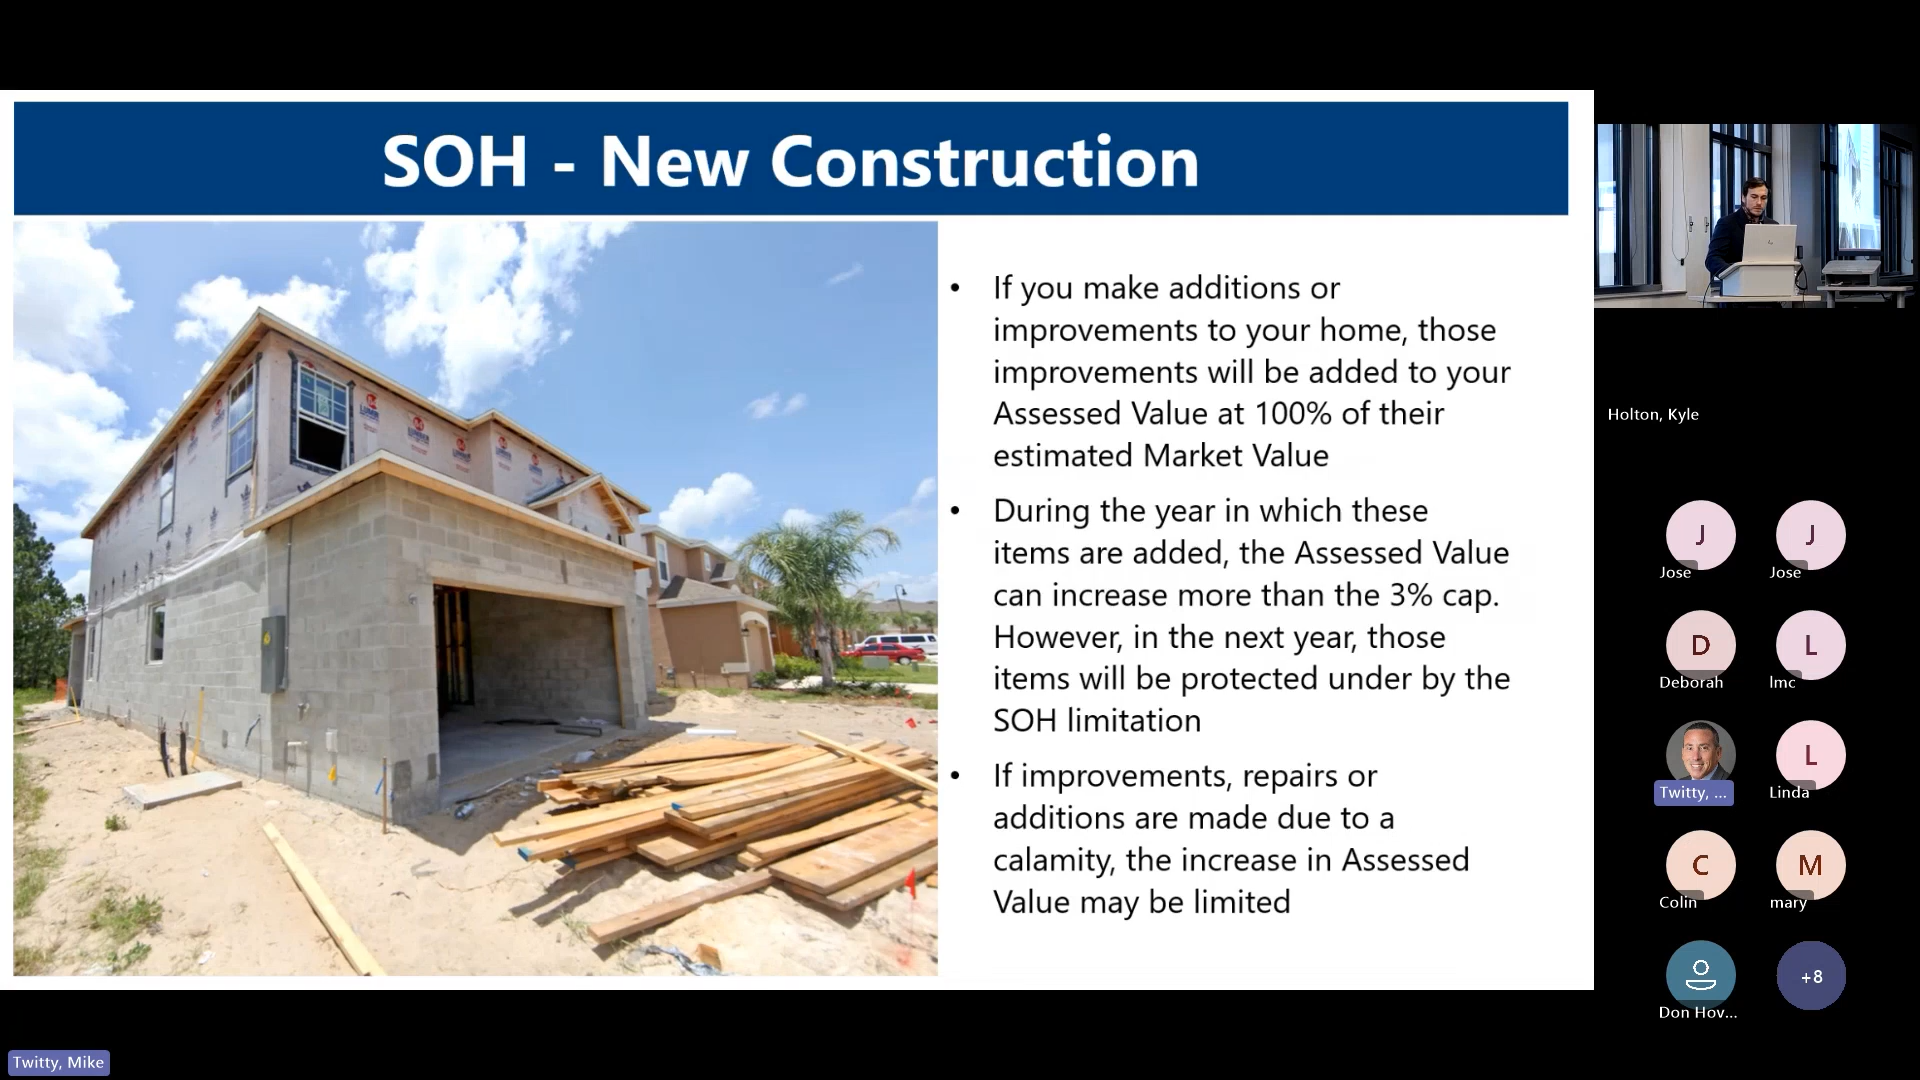 SOH - New Construction
If you make additions or
improvements to your home, those
improvements will be added to your
Assessed Value at 100% of their
estimated Market Value
During the year in which these
items are added, the Assessed Value
can increase more than the 3% cap.
However, in the next year, those
items will be protected under by the
SOH limitation
If improvements, repairs or
additions are made due to a
calamity, the increase in Assessed
Value may be limited
Holton, Kyle
J J
Jose Jose
D L
Deborah lmc
L
Twitty, ... Linda
C M
Colin mary
+8
Don Hov...
Twitty, Mike